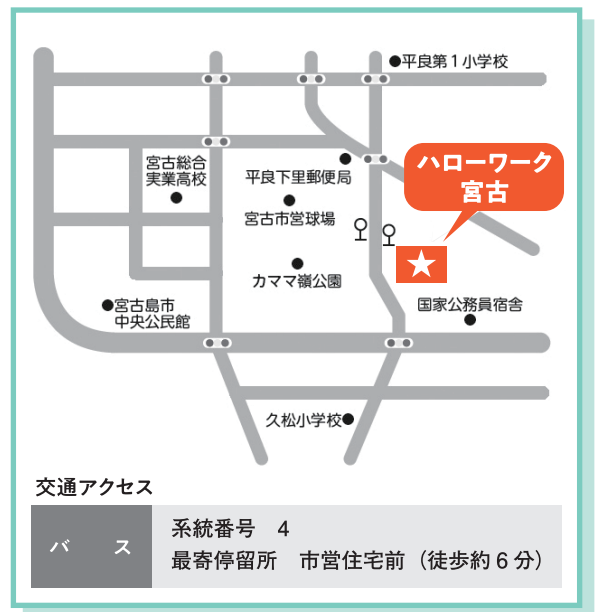 平良第１小学校
ハローワーク
宮古
宮古総合
実業高校
平良下里郵便局
宮古市営球場
カママ嶺公園
宮古島市
中央公民館
国家公務員宿舎
久松小学校
交通アクセス
バ　ス
系統番号　4
最寄停留所　市営住宅前（徒歩約６分）